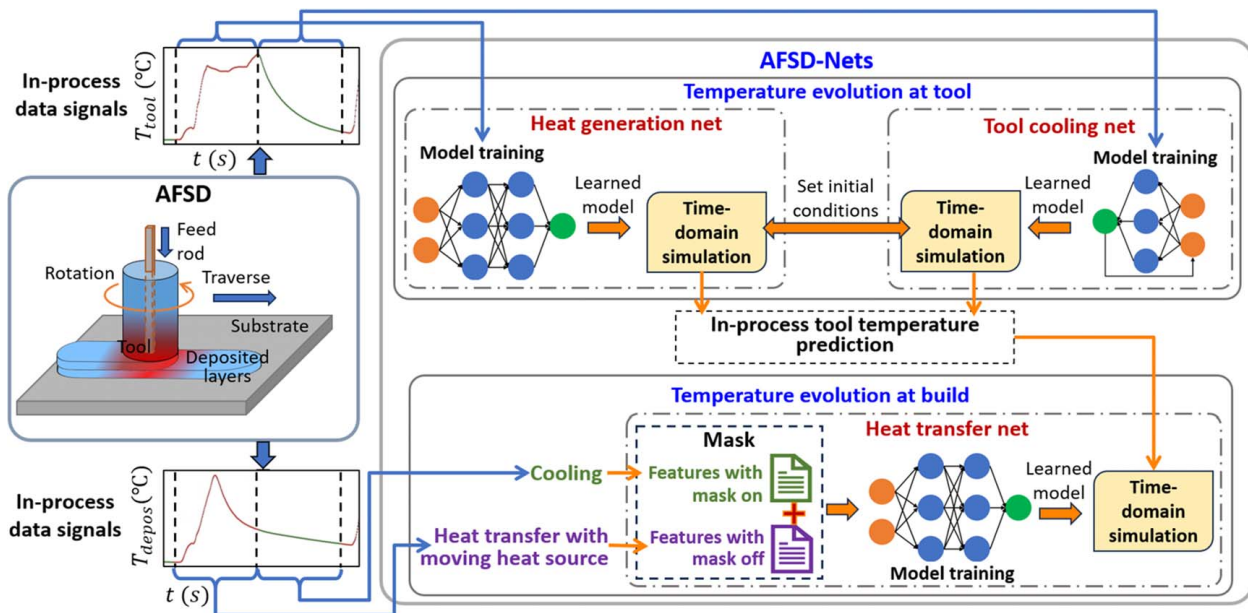 In-process
data signals
T_tool (°C)
t (s)
AFSD
Feed
rod
Rotation
Traverse
Substrate
Tool
Deposited
layers
In-process
data signals
T_depos (°C)
t (s)
AFSD-Nets
Temperature evolution at tool
Heat generation net
Model training
Learned
model
Time-
domain
simulation
Set initial
conditions
Tool cooling net
Model training
Learned
model
Time-
domain
simulation
In-process tool temperature
prediction
Temperature evolution at build
Heat transfer net
Mask
Cooling
Features with
mask on
Heat transfer with
moving heat source
Features with
mask off
Model training
Learned
model
Time-
domain
simulation